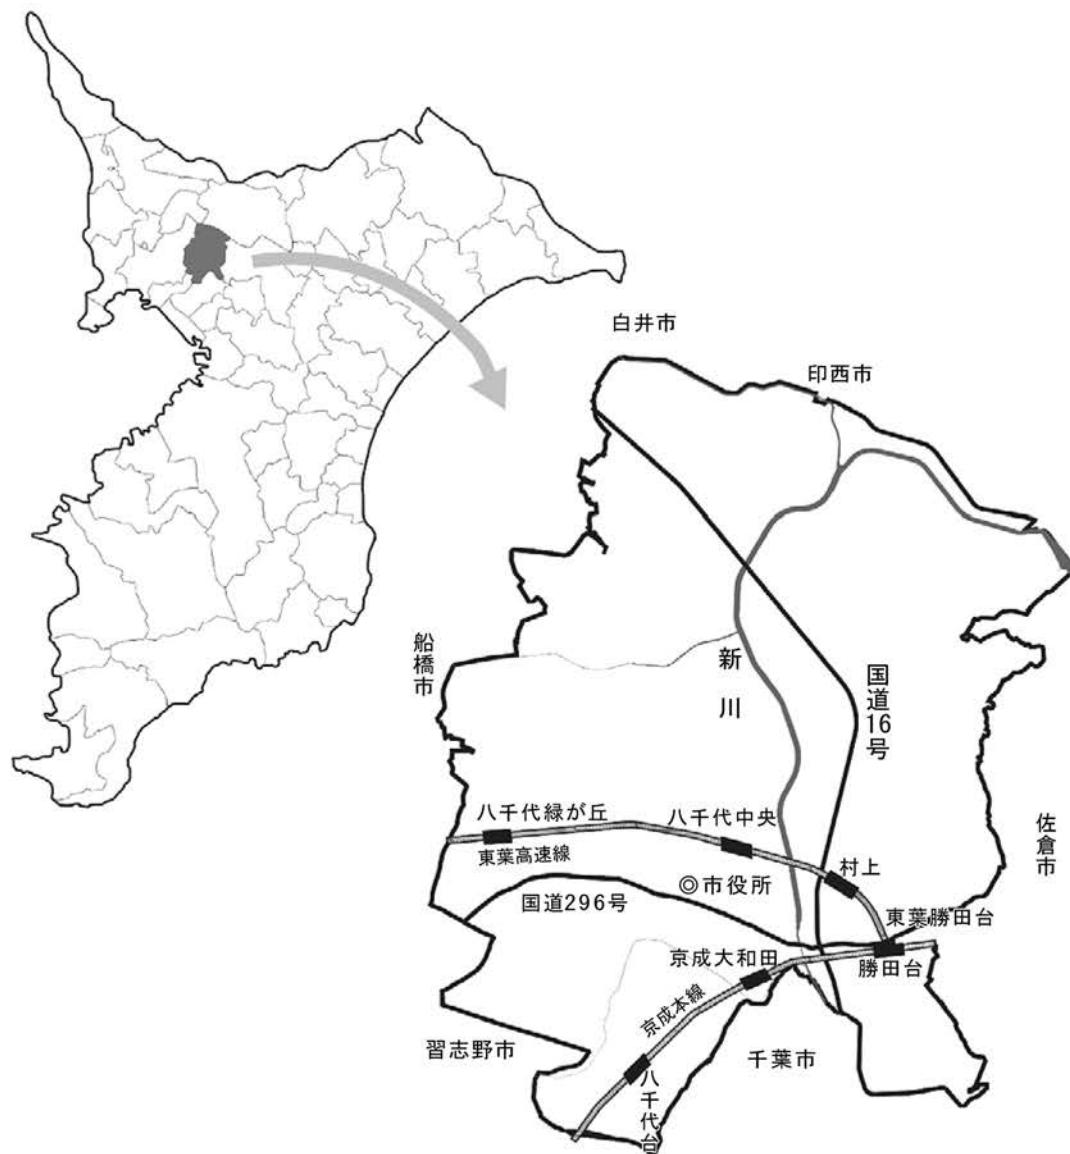 白井市
印西市
船橋市
新川
国道16号
八千代緑が丘
八千代中央
東葉高速線
村上
佐倉市
◎市役所
国道296号
東葉勝田台
京成大和田
勝田台
京成本線
習志野市
千葉市
八千代台